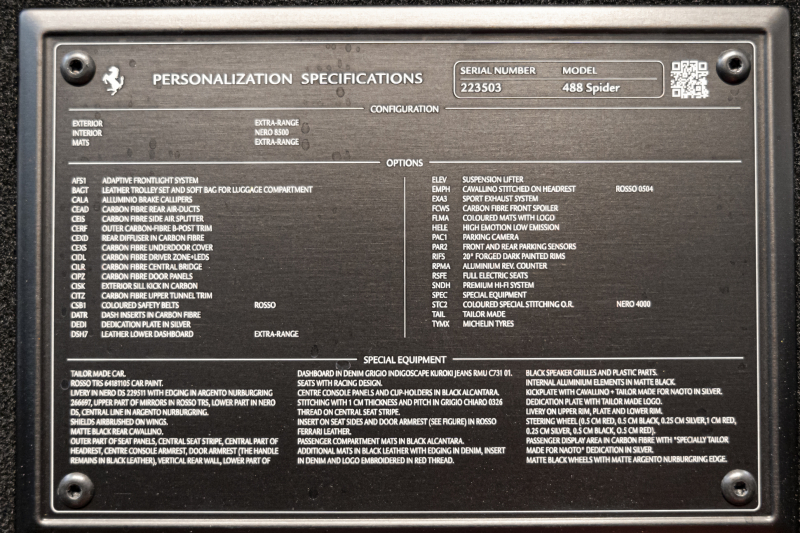 PERSONALIZATION SPECIFICATIONS
SERIAL NUMBER MODEL
223503 488 Spider
CONFIGURATION
EXTERIOR EXTRA-RANGE
INTERIOR NERO 8500
MATS EXTRA-RANGE
OPTIONS
AFS1 ADAPTIVE FRONTLIGHT SYSTEM
BAGT LEATHER TROLLEY SET AND SOFT BAG FOR LUGGAGE COMPARTMENT
CALA ALLUMINIO BRAKE CALLIPERS
CEAD CARBON FIBRE REAR AIR-DUCTS
CEIS CARBON FIBRE SIDE AIR SPLITTER
CERF OUTER CARBON-FIBRE B-POST TRIM
CEXD REAR DIFFUSER IN CARBON FIBRE
CEXS CARBON FIBRE UNDERDOOR COVER
CIDL CARBON FIBRE DRIVER ZONE+LEDS
CILR CARBON FIBRE CENTRAL BRIDGE
CIPZ CARBON FIBRE DOOR PANELS
CISK EXTERIOR SILL KICK IN CARBON
CITZ CARBON FIBRE UPPER TUNNEL TRIM
CSB1 COLOURED SAFETY BELTS ROSSO
DATR DASH INSERTS IN CARBON FIBRE
DEDI DEDICATION PLATE IN SILVER
DSH7 LEATHER LOWER DASHBOARD EXTRA-RANGE
ELEV SUSPENSION LIFTER
EMPH CAVALLINO STITCHED ON HEADREST ROSSO 0504
EXA3 SPORT EXHAUST SYSTEM
FCWS CARBON FIBRE FRONT SPOILER
FLMA COLOURED MATS WITH LOGO
HELE HIGH EMOTION LOW EMISSION
PAC1 PARKING CAMERA
PAR2 FRONT AND REAR PARKING SENSORS
RIF5 20" FORGED DARK PAINTED RIMS
RPMA ALUMINIUM REV. COUNTER
RSFE FULL ELECTRIC SEATS
SNDH PREMIUM HI-FI SYSTEM
SPEC SPECIAL EQUIPMENT
STC2 COLOURED SPECIAL STITCHING O.R. NERO 4000
TAIL TAILOR MADE
TYMX MICHELIN TYRES
SPECIAL EQUIPMENT
TAILOR MADE CAR.
ROSSO TRS 64181105 CAR PAINT.
LIVERY IN NERO DS 229511 WITH EDGING IN ARGENTO NURBURGRING
266697, UPPER PART OF MIRRORS IN ROSSO TRS, LOWER PART IN NERO
DS, CENTRAL LINE IN ARGENTO NURBURGRING.
SHIELDS AIRBRUSHED ON WINGS.
MATTE BLACK REAR CAVALLINO.
OUTER PART OF SEAT PANELS, CENTRAL SEAT STRIPE, CENTRAL PART OF
HEADREST, CENTRE CONSOLE ARMREST, DOOR ARMREST (THE HANDLE
REMAINS IN BLACK LEATHER), VERTICAL REAR WALL, LOWER PART OF
DASHBOARD IN DENIM GRIGIO INDIGOSCAPE KUROKI JEANS RMU C731 01.
SEATS WITH RACING DESIGN.
CENTRE CONSOLE PANELS AND CUP-HOLDERS IN BLACK ALCANTARA.
STITCHING WITH 1 CM THICKNESS AND PITCH IN GRIGIO CHIARO 0326
THREAD ON CENTRAL SEAT STRIPE.
INSERT ON SEAT SIDES AND DOOR ARMREST (SEE FIGURE) IN ROSSO
FERRARI LEATHER.
PASSENGER COMPARTMENT MATS IN BLACK ALCANTARA.
ADDITIONAL MATS IN BLACK LEATHER WITH EDGING IN DENIM, INSERT
IN DENIM AND LOGO EMBROIDERED IN RED THREAD.
BLACK SPEAKER GRILLES AND PLASTIC PARTS.
INTERNAL ALUMINIUM ELEMENTS IN MATTE BLACK.
KICKPLATE WITH CAVALLINO + TAILOR MADE FOR NAOTO IN SILVER.
DEDICATION PLATE WITH TAILOR MADE LOGO.
LIVERY ON UPPER RIM, PLATE AND LOWER RIM.
STEERING WHEEL (0.5 CM RED, 0.5 CM BLACK, 0.25 CM SILVER,1 CM RED,
0.25 CM SILVER, 0.5 CM BLACK, 0.5 CM RED).
PASSENGER DISPLAY AREA IN CARBON FIBRE WITH "SPECIALLY TAILOR
MADE FOR NAOTO" DEDICATION IN SILVER.
MATTE BLACK WHEELS WITH MATTE ARGENTO NURBURGRING EDGE.